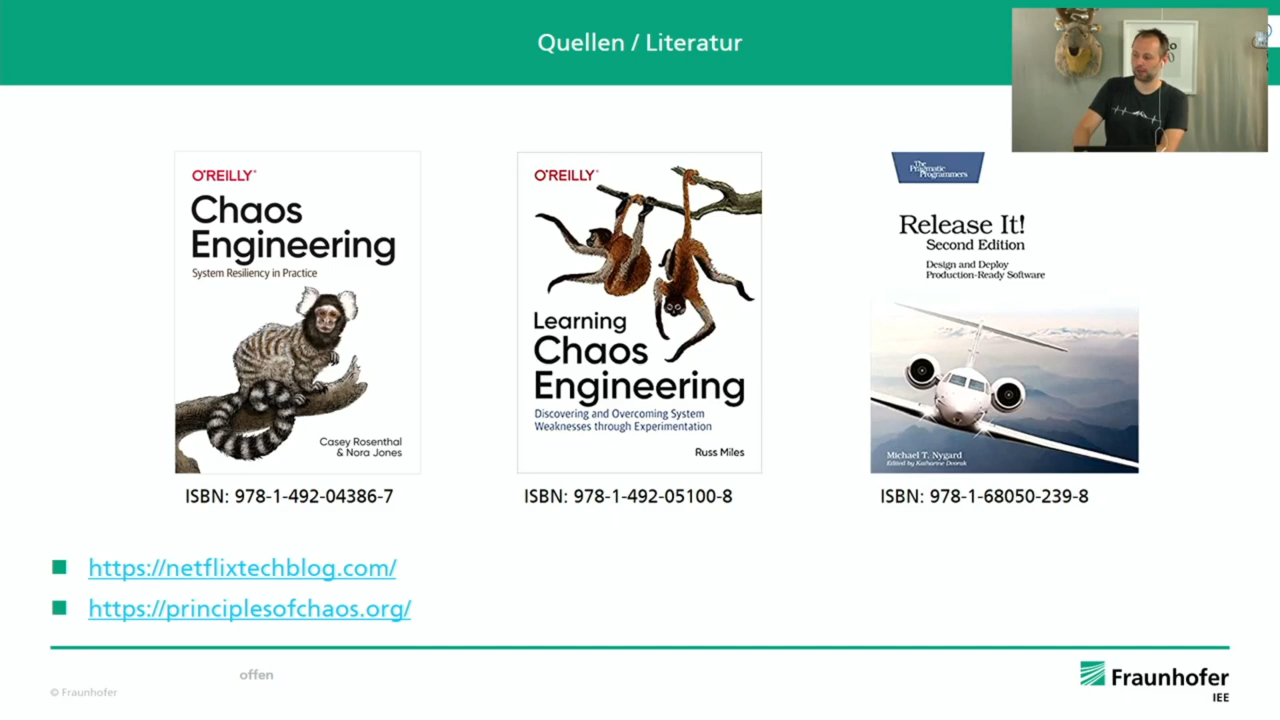 Quellen / Literatur
O'REILLY®
Chaos
Engineering
System Resiliency in Practice
Casey Rosenthal
& Nora Jones
ISBN: 978-1-492-04386-7
O'REILLY®
Learning
Chaos
Engineering
Discovering and Overcoming System
Weaknesses through Experimentation
Russ Miles
ISBN: 978-1-492-05100-8
The
Pragmatic
Programmers
Release It!
Second Edition
Design and Deploy
Production-Ready Software
Michael T. Nygard
Edited by Katharine Dvorak
ISBN: 978-1-68050-239-8
https://netflixtechblog.com/
https://principlesofchaos.org/
offen
© Fraunhofer
Fraunhofer
IEE